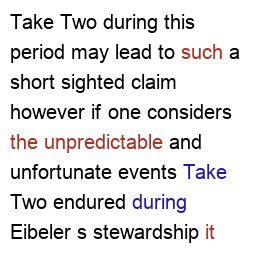 Take Two during this
period may lead to such a
short sighted claim
however if one considers
the unpredictable and
unfortunate events Take
Two endured during
Eibeler s stewardship it